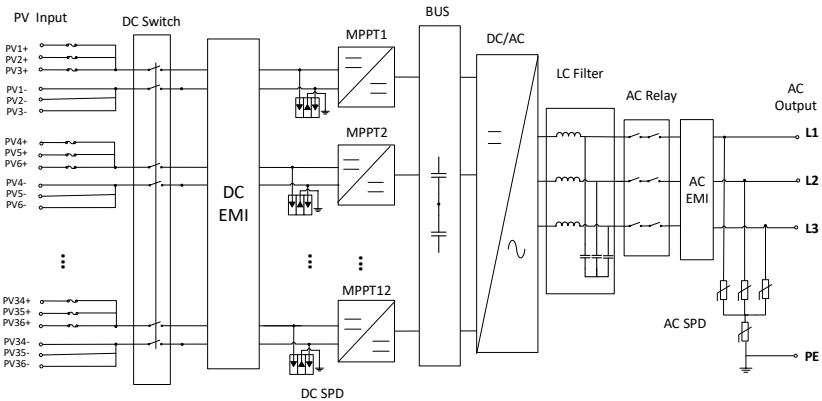 PV Input
DC Switch
BUS
DC/AC
LC Filter
AC Relay
AC
Output
PV1+
PV2+
PV3+
PV1-
PV2-
PV3-
MPPT1
PV4+
PV5+
PV6+
PV4-
PV5-
PV6-
MPPT2
DC
EMI
AC
EMI
L1
L2
L3
PV34+
PV35+
PV36+
PV34-
PV35-
PV36-
MPPT12
DC SPD
AC SPD
PE